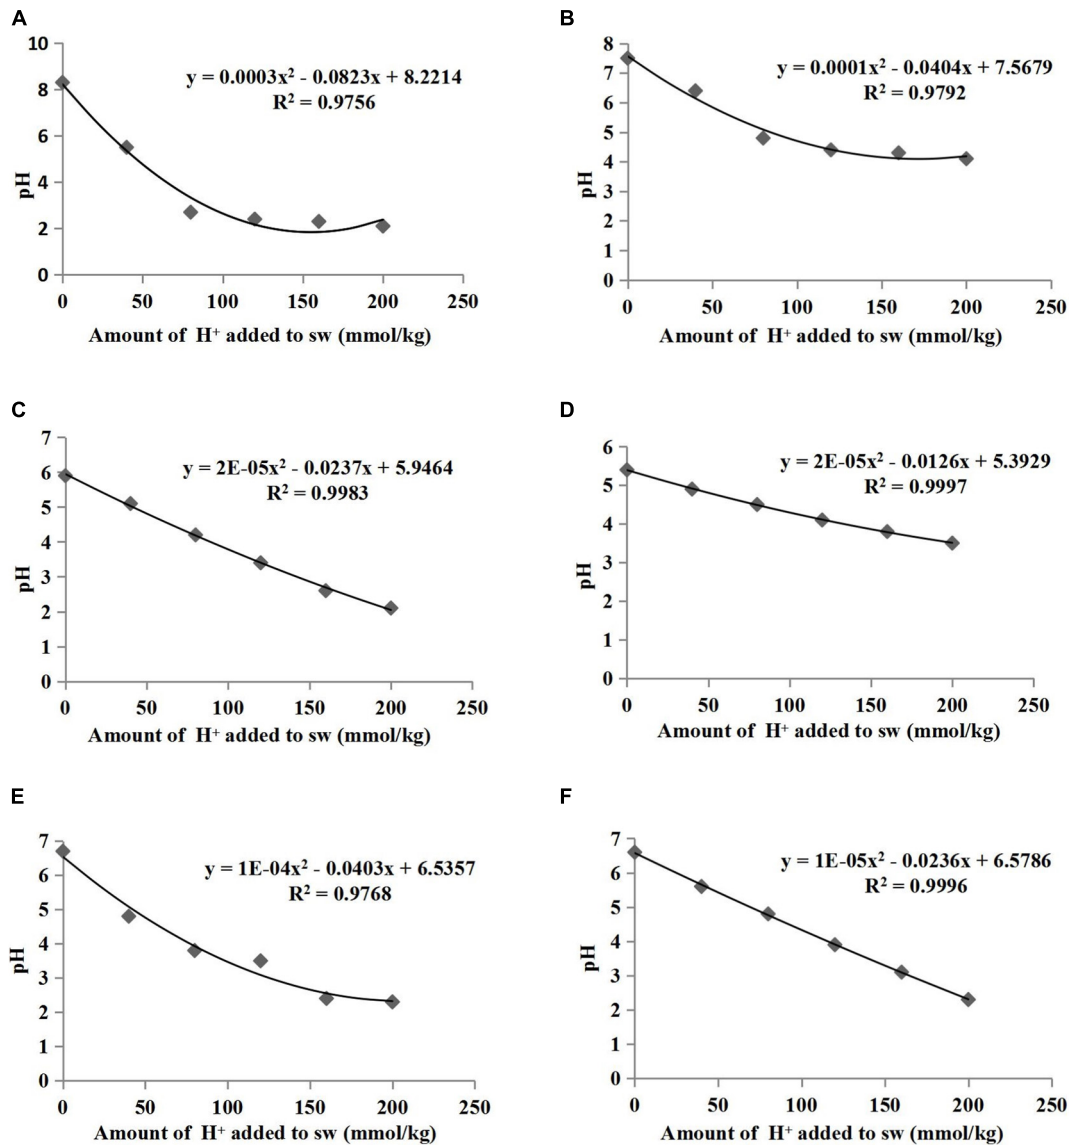 A
10
8
6
4
2
0
pH
y = 0.0003x² - 0.0823x + 8.2214
R² = 0.9756
0 50 100 150 200 250
Amount of H⁺ added to sw (mmol/kg)
B
8
7
6
5
4
3
2
1
0
pH
y = 0.0001x² - 0.0404x + 7.5679
R² = 0.9792
0 50 100 150 200 250
Amount of H⁺ added to sw (mmol/kg)
C
7
6
5
4
3
2
1
0
pH
y = 2E-05x² - 0.0237x + 5.9464
R² = 0.9983
0 50 100 150 200 250
Amount of H⁺ added to sw (mmol/kg)
D
6
5
4
3
2
1
0
pH
y = 2E-05x² - 0.0126x + 5.3929
R² = 0.9997
0 50 100 150 200 250
Amount of H⁺ added to sw (mmol/kg)
E
7
6
5
4
3
2
1
0
pH
y = 1E-04x² - 0.0403x + 6.5357
R² = 0.9768
0 50 100 150 200 250
Amount of H⁺ added to sw (mmol/kg)
F
7
6
5
4
3
2
1
0
pH
y = 1E-05x² - 0.0236x + 6.5786
R² = 0.9996
0 50 100 150 200 250
Amount of H⁺ added to sw (mmol/kg)